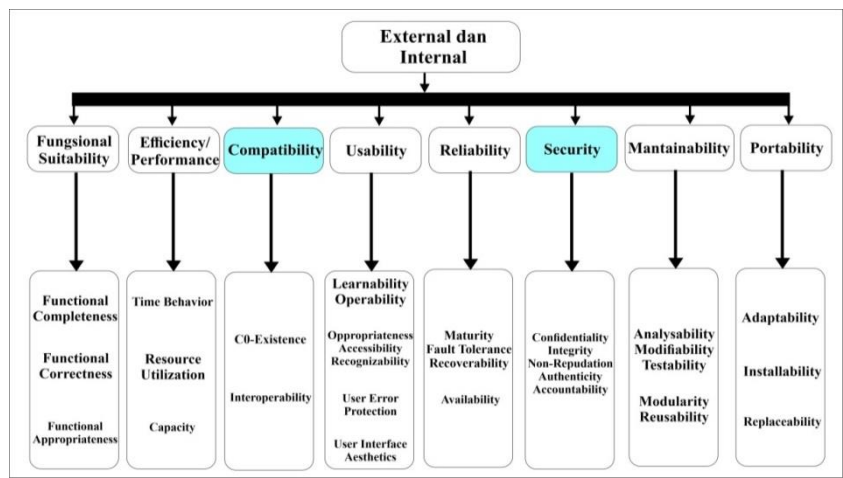 External dan
Internal
Fungsional
Suitability
Efficiency/
Performance
Compatibility
Usability
Reliability
Security
Mantainability
Portability
Functional
Completeness
Functional
Correctness
Functional
Appropriateness
Time Behavior
Resource
Utilization
Capacity
C0-Existence
Interoperability
Learnability
Operability
Oppropriateness
Accessibility
Recognizability
User Error
Protection
User Interface
Aesthetics
Maturity
Fault Tolerance
Recoverability
Availability
Confidentiality
Integrity
Non-Repudation
Authenticity
Accountability
Analysability
Modifiability
Testability
Modularity
Reusability
Adaptability
Installability
Replaceability